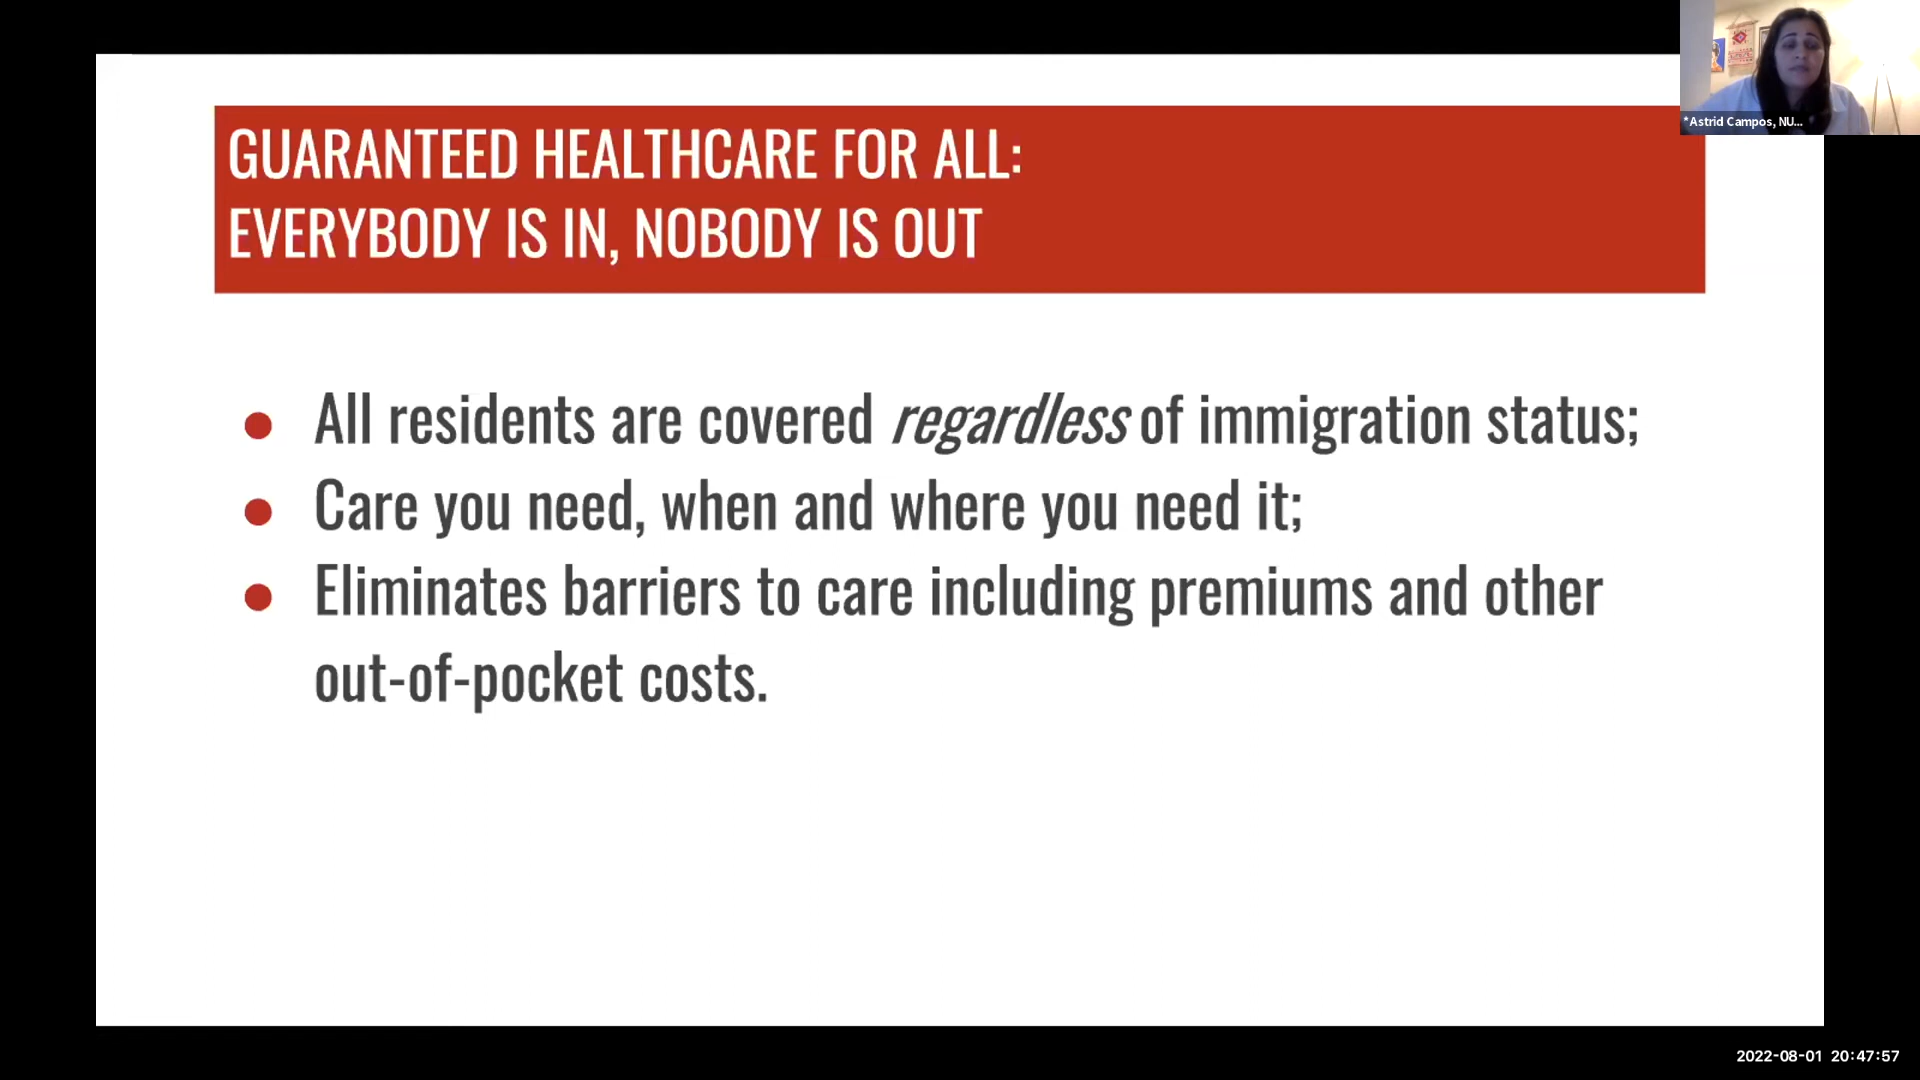 GUARANTEED HEALTHCARE FOR ALL:
EVERYBODY IS IN, NOBODY IS OUT
*Astrid Campos, NU...
● All residents are covered regardless of immigration status;
● Care you need, when and where you need it;
● Eliminates barriers to care including premiums and other
out-of-pocket costs.
2022-08-01 20:47:57